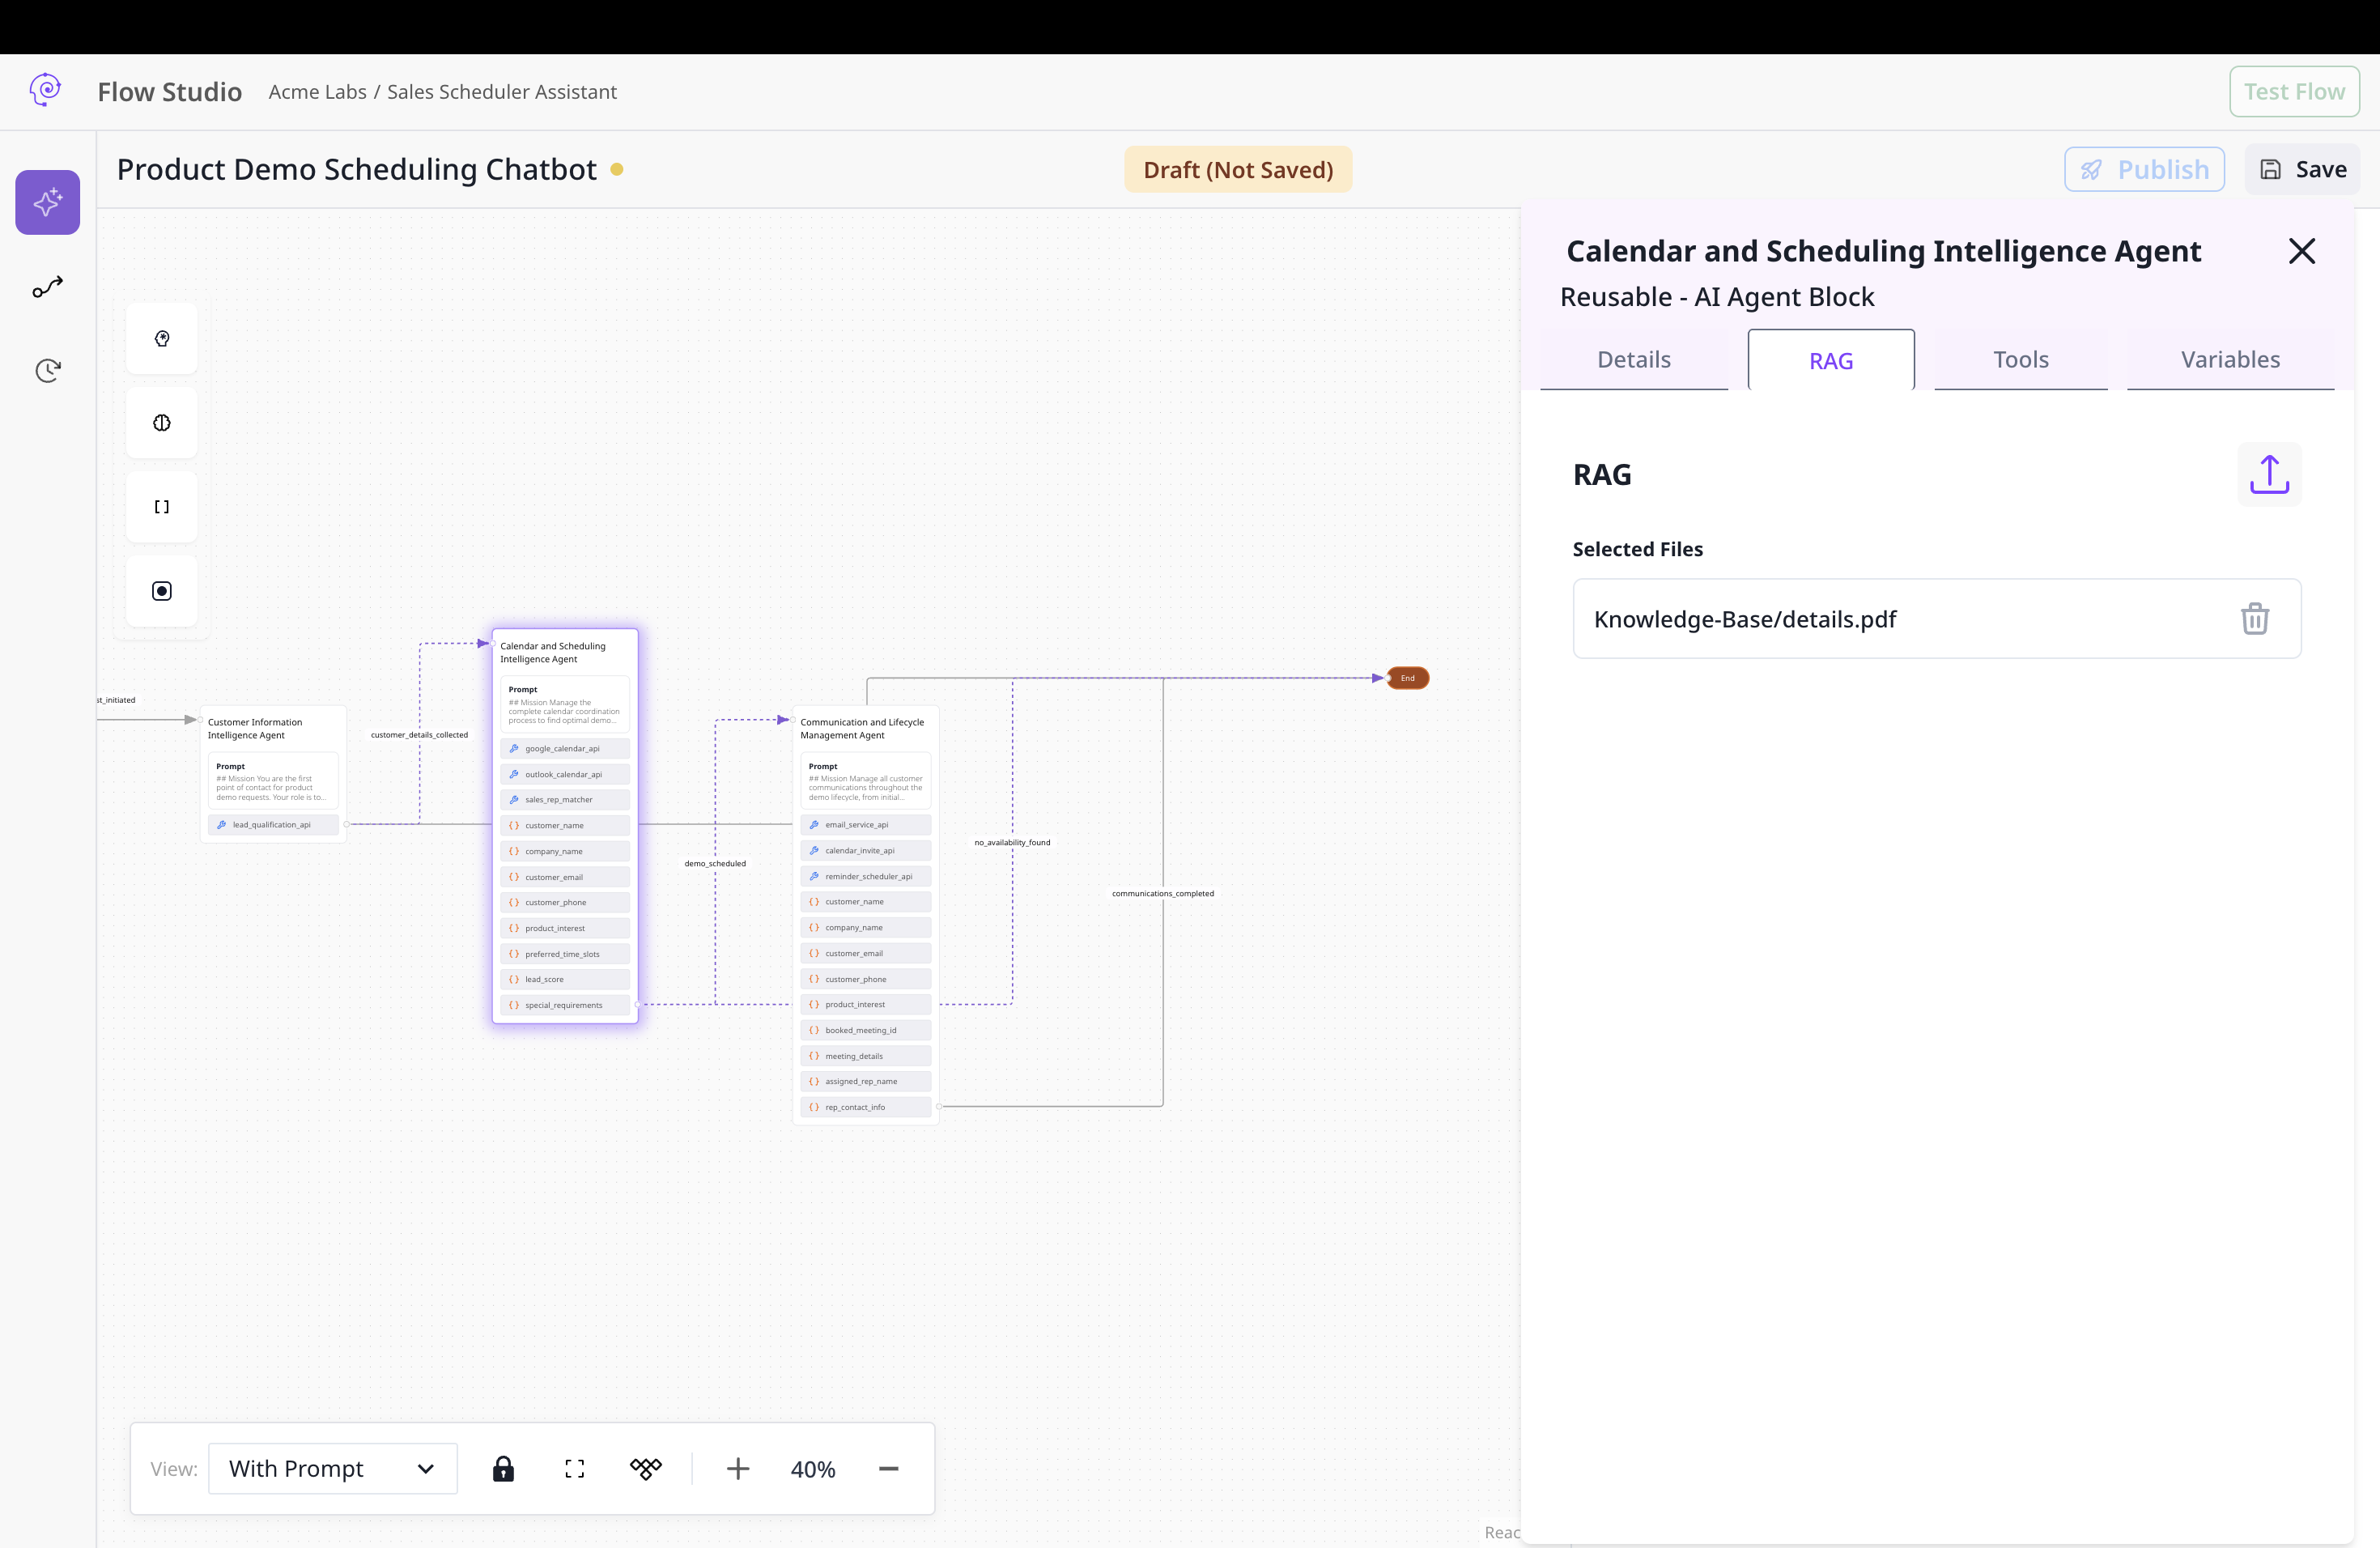 Flow Studio
Acme Labs / Sales Scheduler Assistant
Test Flow
Product Demo Scheduling Chatbot
Draft (Not Saved)
Publish
Save
st_initiated
Customer Information
Intelligence Agent
Prompt
## Mission You are the first
point of contact for product
demo requests. Your role is to...
lead_qualification_api
customer_details_collected
Calendar and Scheduling
Intelligence Agent
Prompt
## Mission Manage the
complete calendar coordination
process to find optimal demo...
google_calendar_api
outlook_calendar_api
sales_rep_matcher
customer_name
company_name
customer_email
customer_phone
product_interest
preferred_time_slots
lead_score
special_requirements
demo_scheduled
Communication and Lifecycle
Management Agent
Prompt
## Mission Manage all customer
communications throughout the
demo lifecycle, from initial...
email_service_api
calendar_invite_api
reminder_scheduler_api
customer_name
company_name
customer_email
customer_phone
product_interest
booked_meeting_id
meeting_details
assigned_rep_name
rep_contact_info
no_availability_found
communications_completed
End
View:
With Prompt
40%
Reac
Calendar and Scheduling Intelligence Agent
Reusable - AI Agent Block
Details
RAG
Tools
Variables
RAG
Selected Files
Knowledge-Base/details.pdf